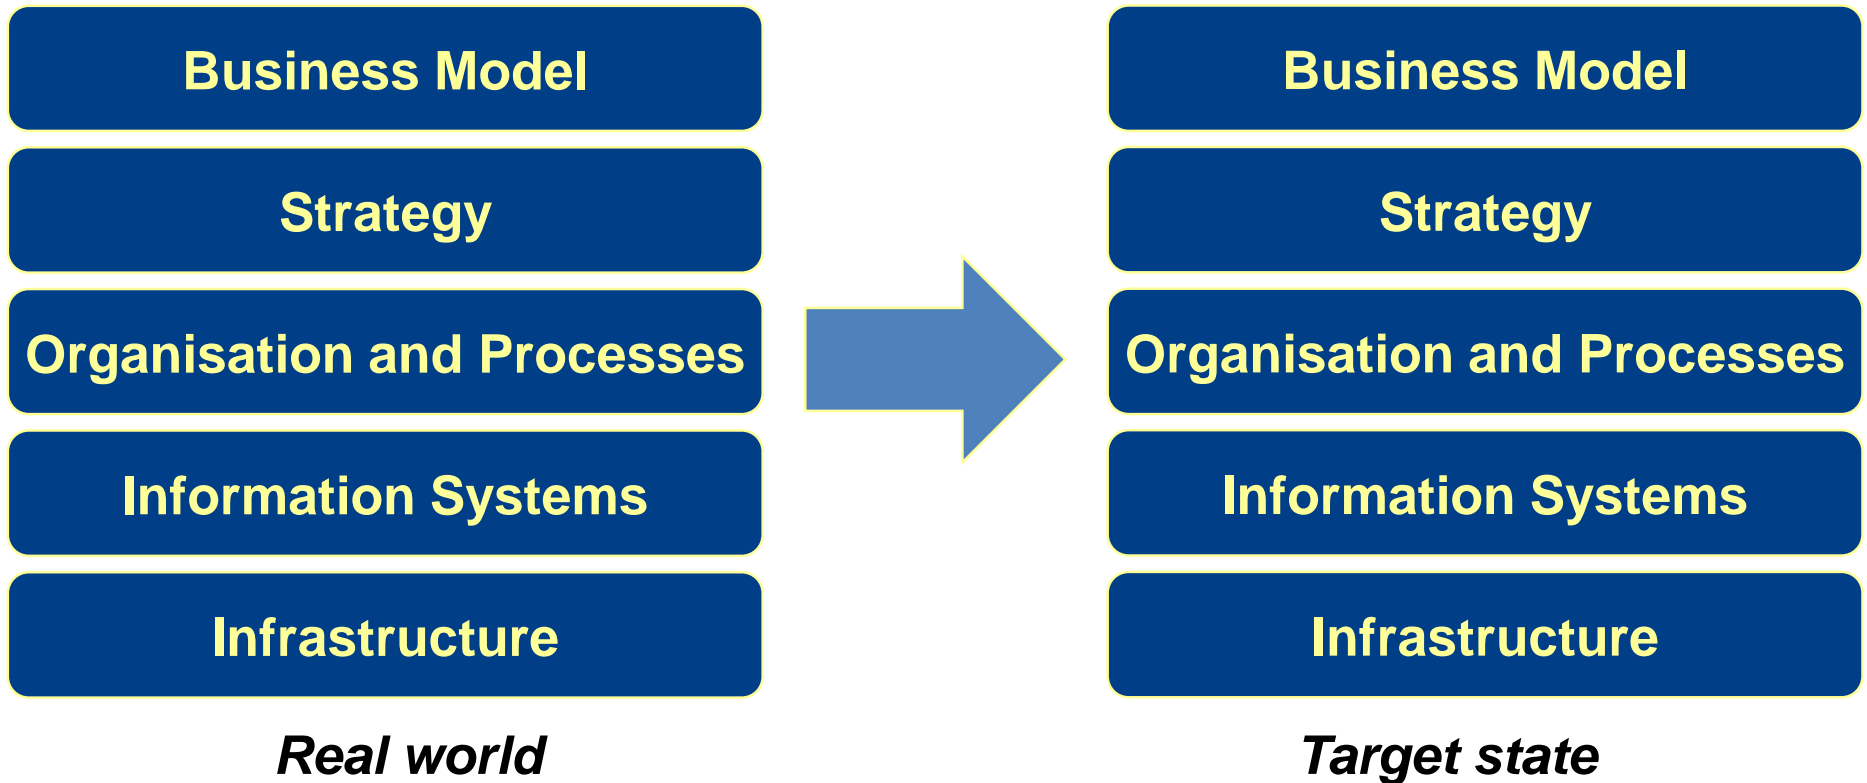 Business Model
Strategy
Organisation and Processes
Information Systems
Infrastructure
Real world
Business Model
Strategy
Organisation and Processes
Information Systems
Infrastructure
Target state